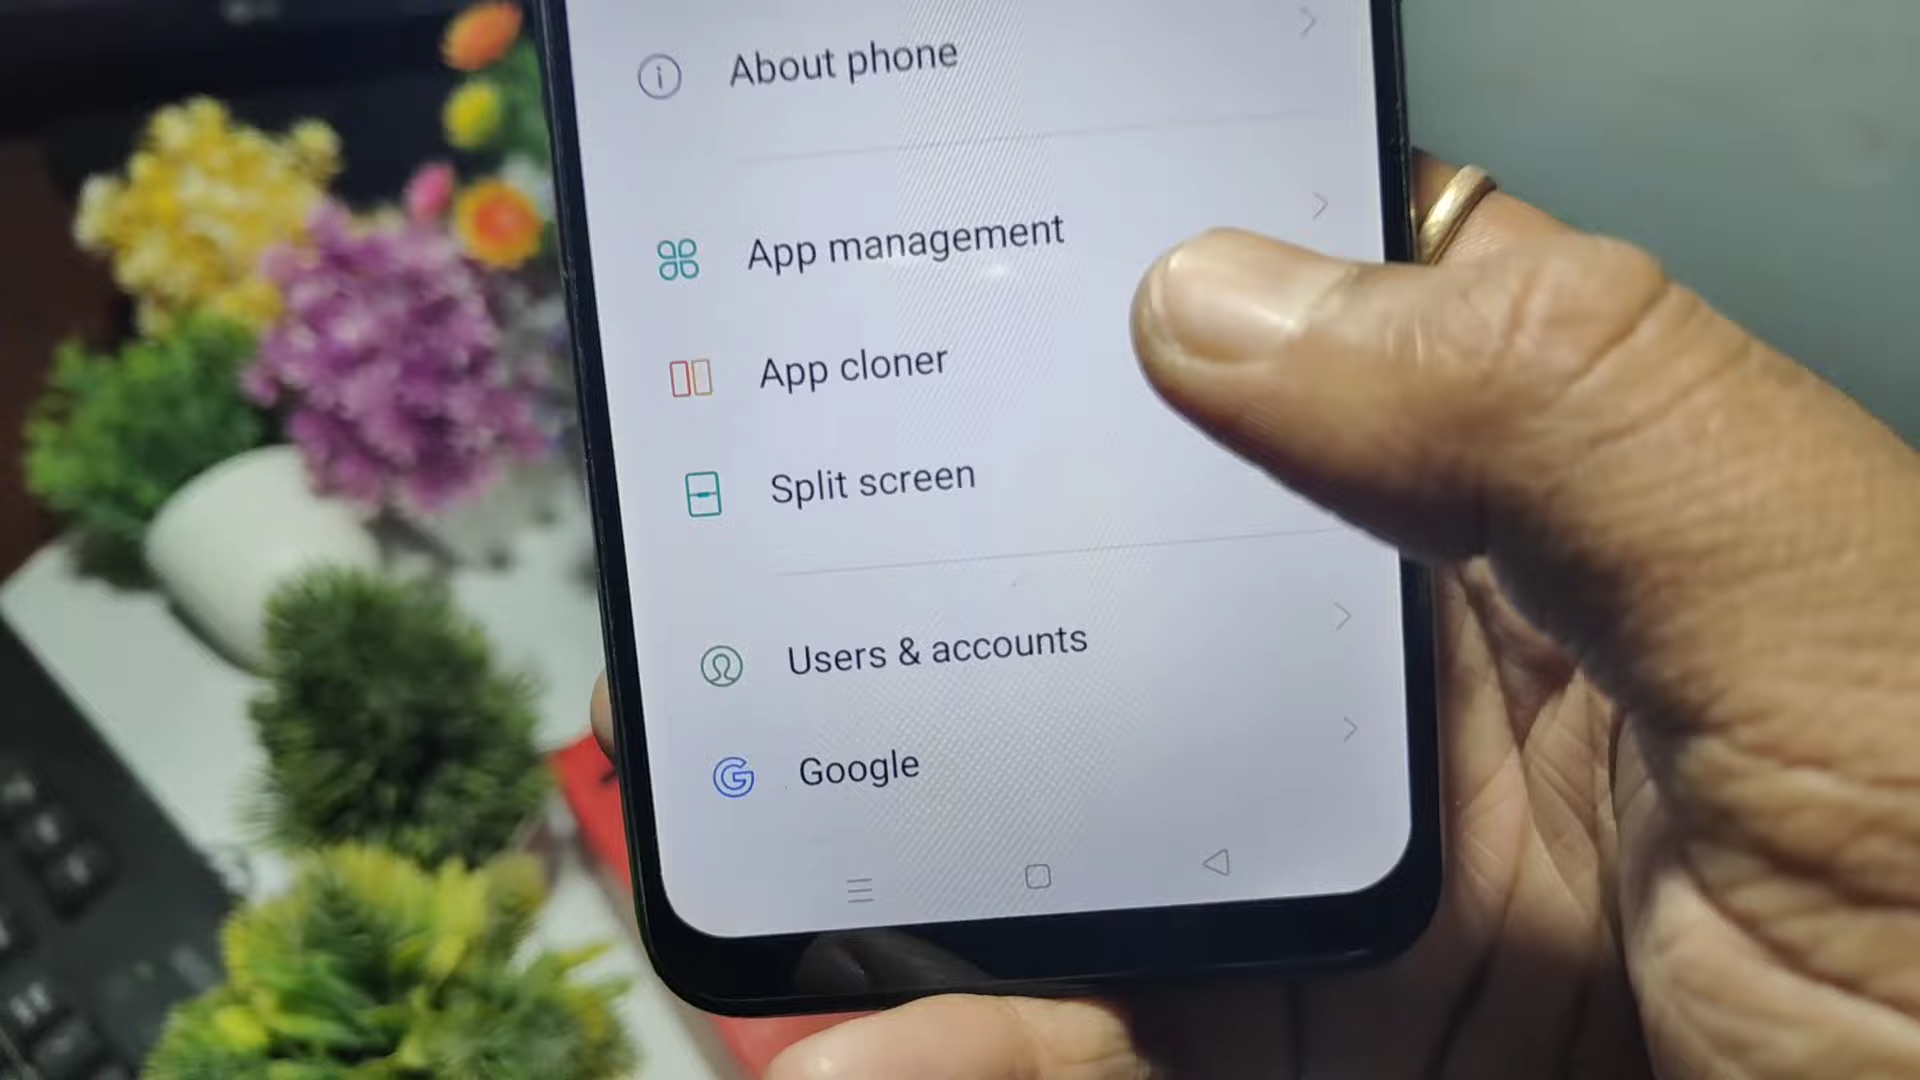 About phone
App management
App cloner
Split screen
Users & accounts
Google